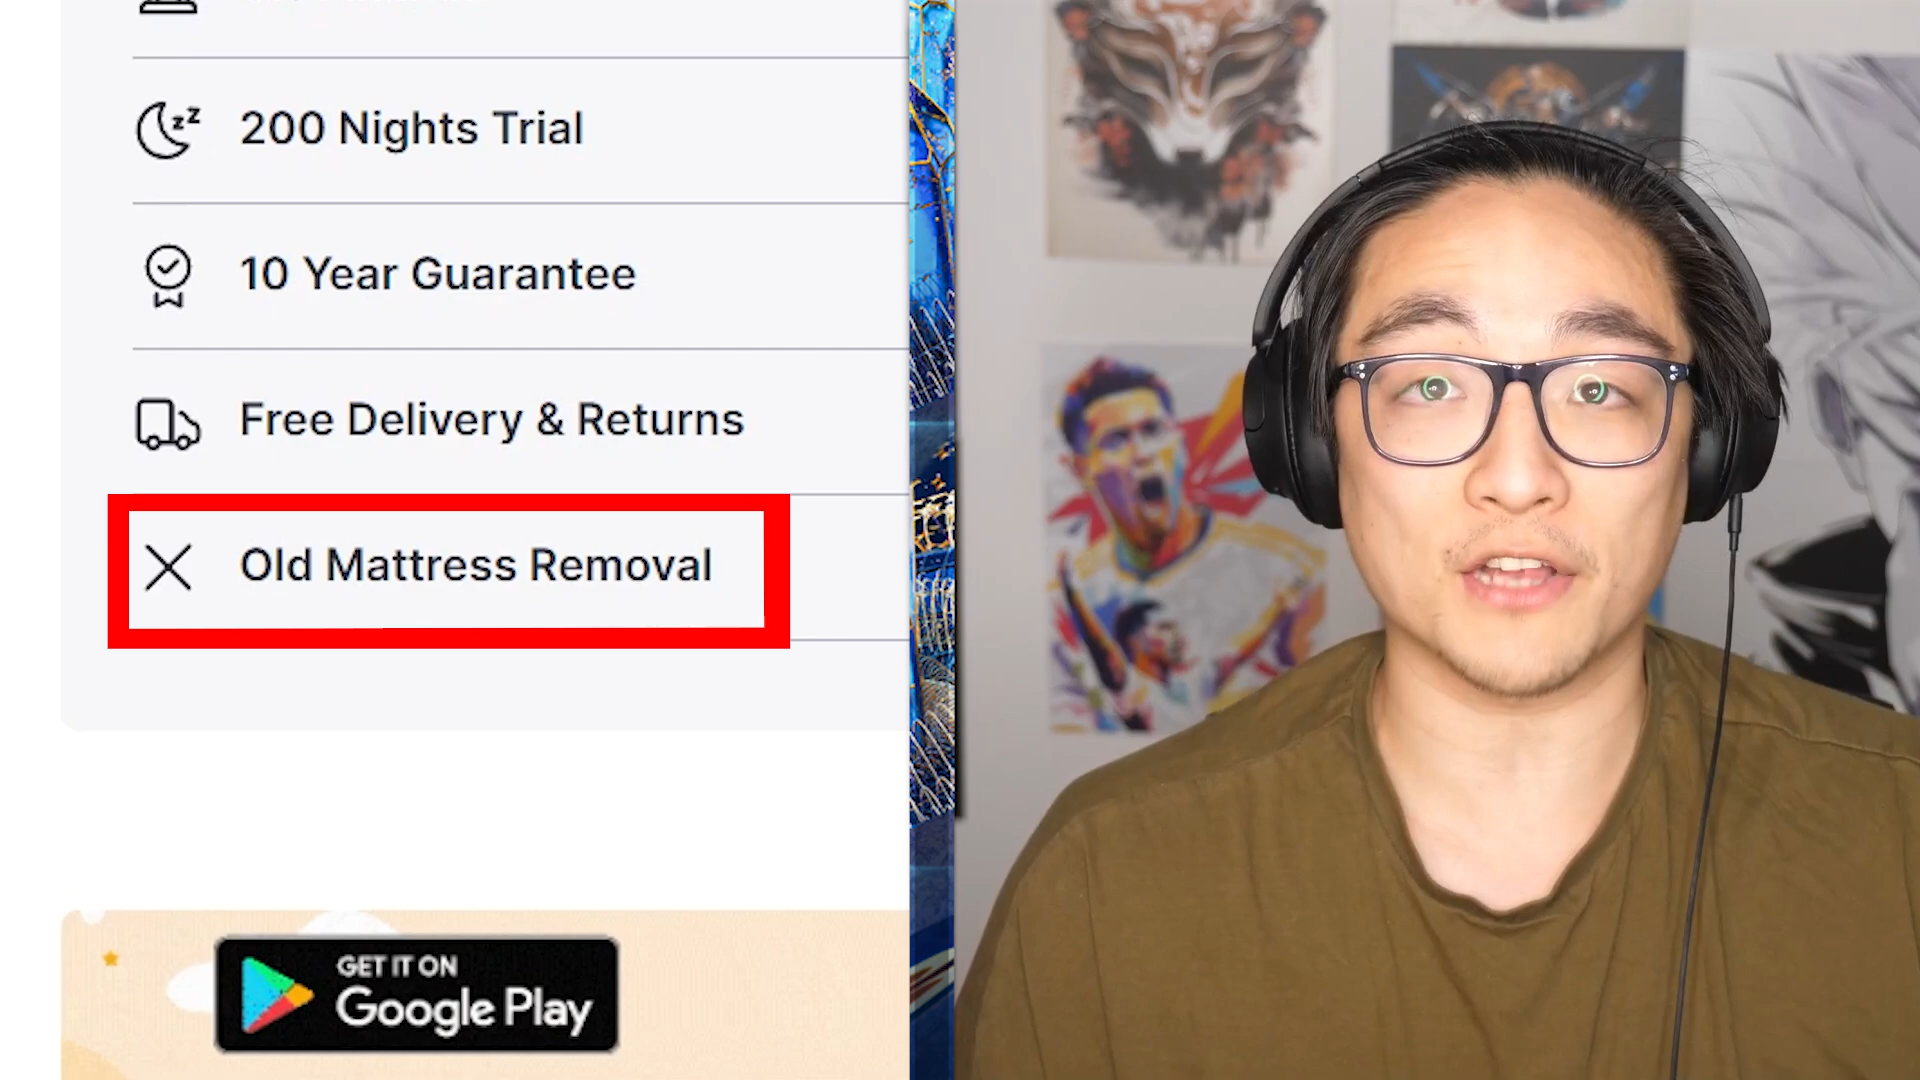 200 Nights Trial
10 Year Guarantee
Free Delivery & Returns
Old Mattress Removal
GET IT ON
Google Play